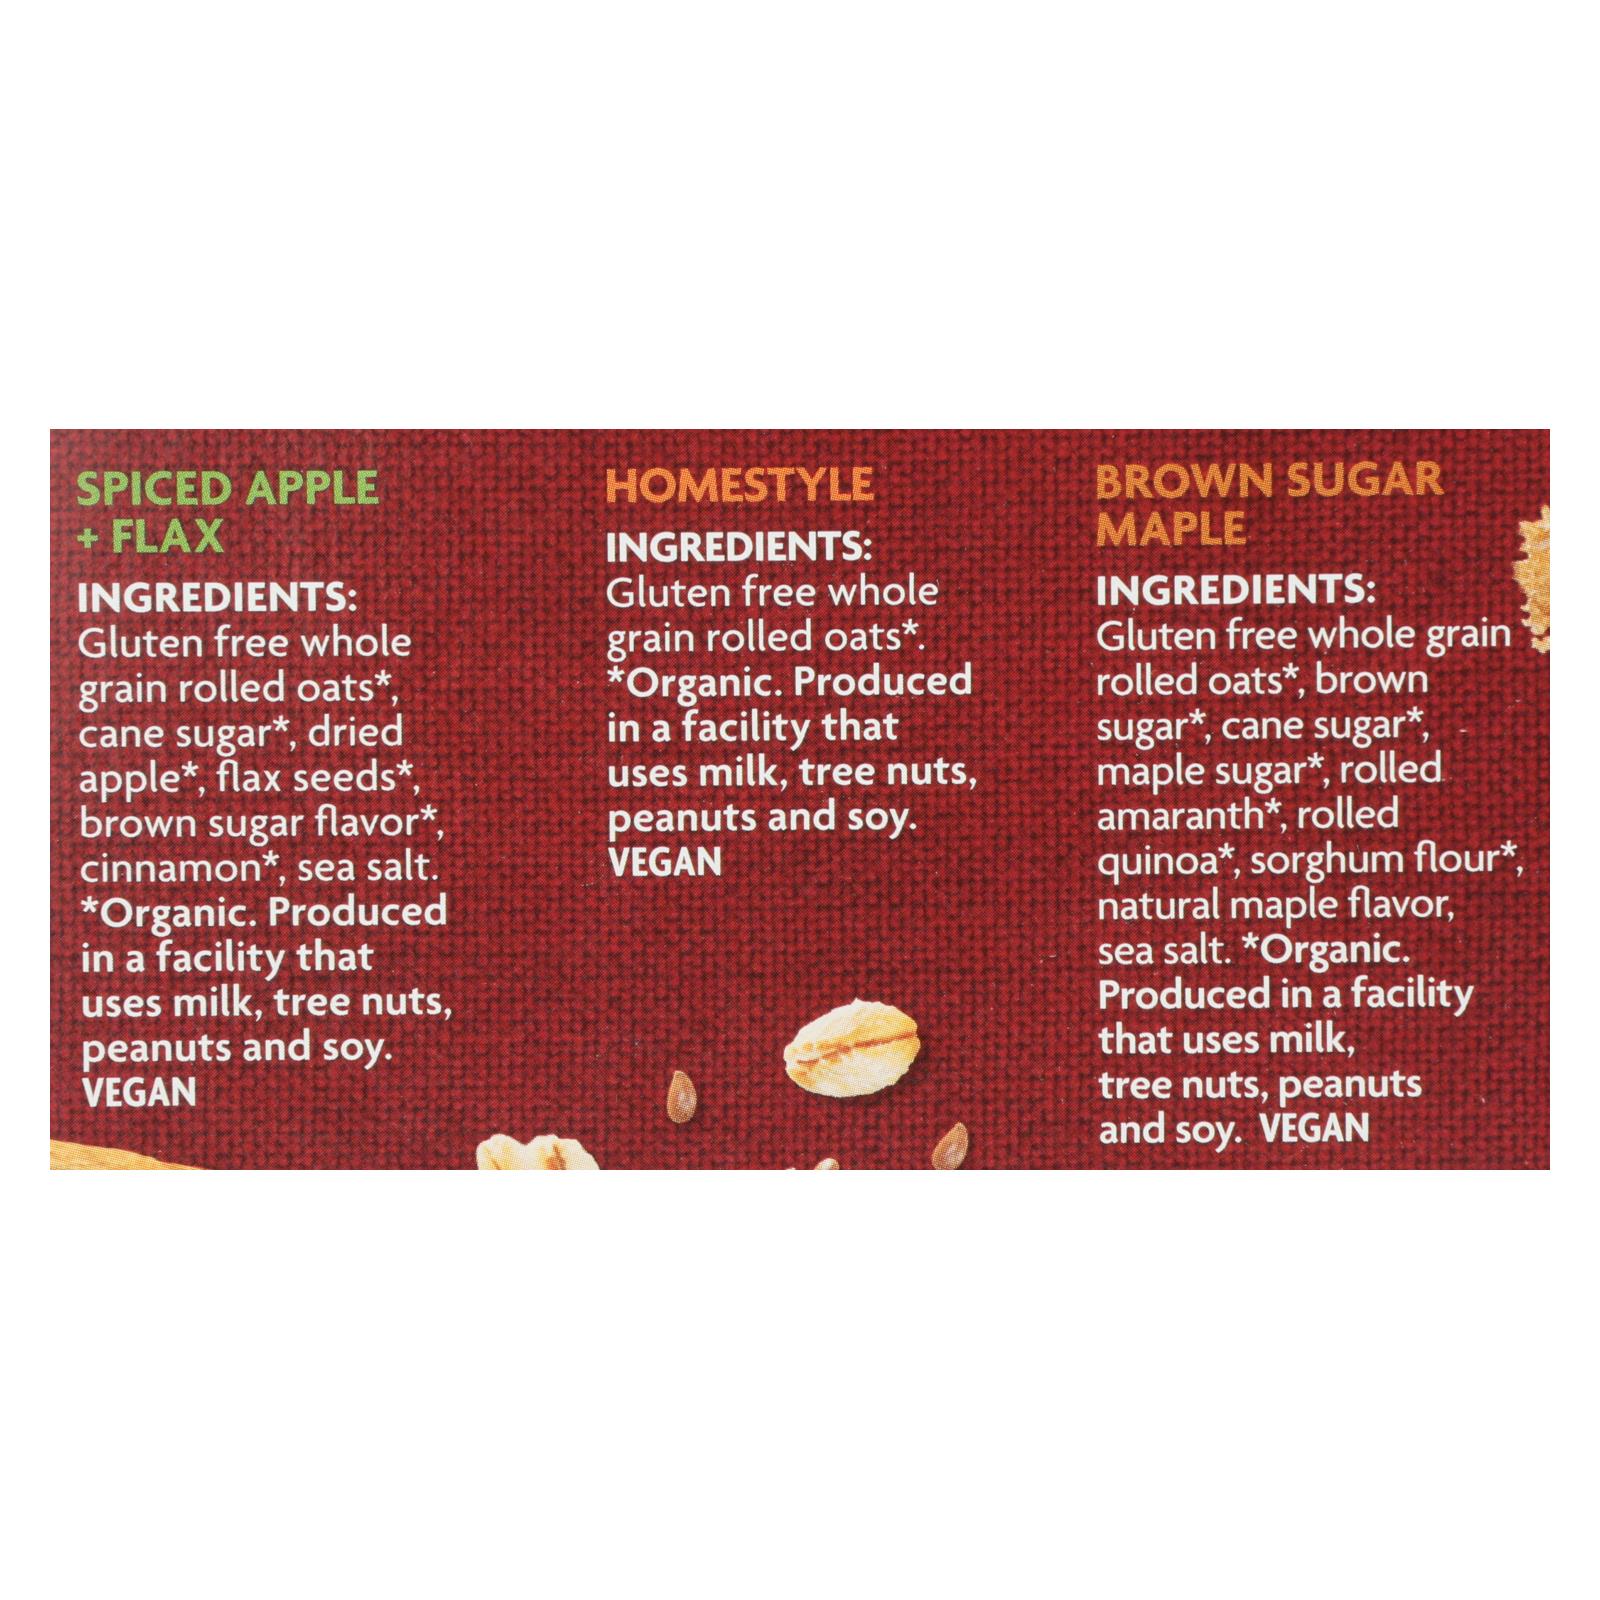 SPICED APPLE
+ FLAX
INGREDIENTS:
Gluten free whole
grain rolled oats*,
cane sugar*, dried
apple*, flax seeds*,
brown sugar flavor*,
cinnamon*, sea salt.
*Organic. Produced
in a facility that
uses milk, tree nuts,
peanuts and soy.
VEGAN
HOMESTYLE
INGREDIENTS:
Gluten free whole
grain rolled oats*.
*Organic. Produced
in a facility that
uses milk, tree nuts,
peanuts and soy.
VEGAN
BROWN SUGAR
MAPLE
INGREDIENTS:
Gluten free whole grain
rolled oats*, brown
sugar*, cane sugar*,
maple sugar*, rolled
amaranth*, rolled
quinoa*, sorghum flour*,
natural maple flavor,
sea salt. *Organic.
Produced in a facility
that uses milk,
tree nuts, peanuts
and soy. VEGAN